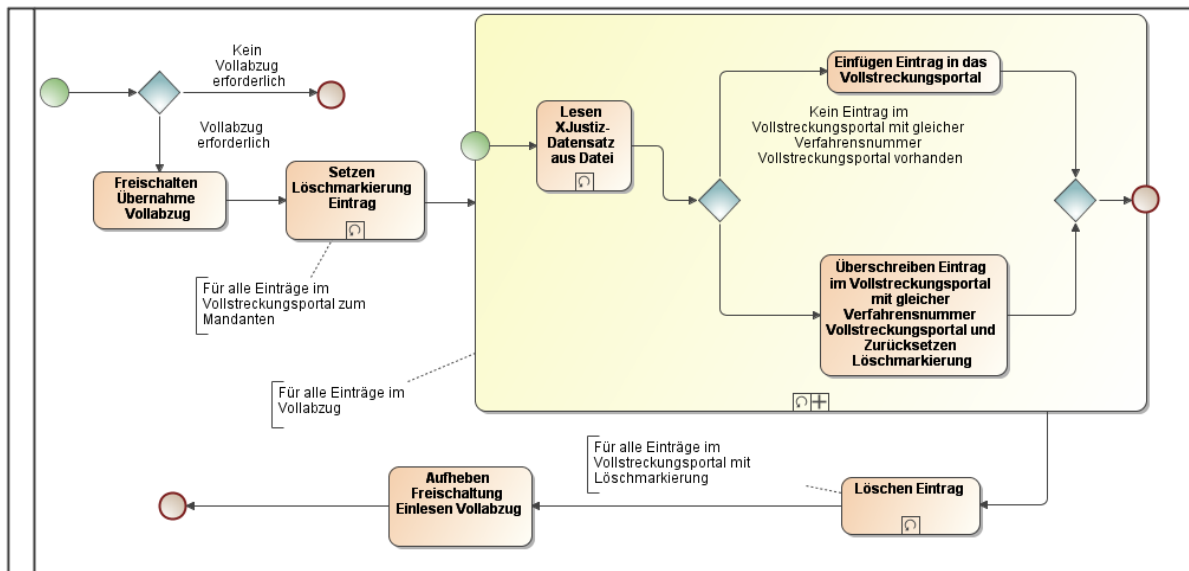 Kein
Vollabzug
erforderlich
Vollabzug
erforderlich
Freischalten
Übernahme
Vollabzug
Setzen
Löschmarkierung
Eintrag
Für alle Einträge im
Vollstreckungsportal zum
Mandanten
Lesen
XJustiz-
Datensatz
aus Datei
Einfügen Eintrag in das
Vollstreckungsportal
Kein Eintrag im
Vollstreckungsportal mit gleicher
Verfahrensnummer
Vollstreckungsportal vorhanden
Überschreiben Eintrag
im Vollstreckungsportal
mit gleicher
Verfahrensnummer
Vollstreckungsportal und
Zurücksetzen
Löschmarkierung
Für alle Einträge im
Vollabzug
Für alle Einträge im
Vollstreckungsportal mit
Löschmarkierung
Löschen Eintrag
Aufheben
Freischaltung
Einlesen Vollabzug